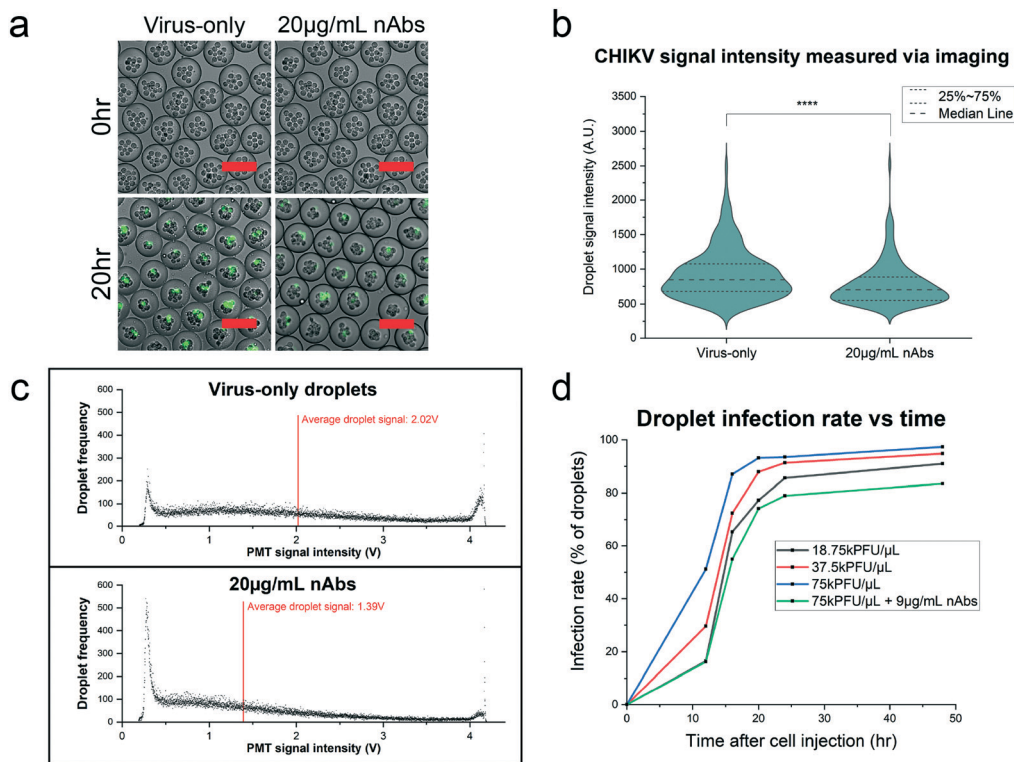 a
Virus-only
20µg/mL nAbs
0hr
20hr
b
CHIKV signal intensity measured via imaging
3500
3000
2500
2000
1500
1000
500
0
Droplet signal intensity (A.U.)
****
25%~75%
Median Line
Virus-only
20µg/mL nAbs
c
Virus-only droplets
600
500
400
300
200
100
0
Droplet frequency
Average droplet signal: 2.02V
0 1 2 3 4
PMT signal intensity (V)
20µg/mL nAbs
600
500
400
300
200
100
0
Droplet frequency
Average droplet signal: 1.39V
0 1 2 3 4
PMT signal intensity (V)
d
Droplet infection rate vs time
100
80
60
40
20
0
Infection rate (% of droplets)
18.75kPFU/µL
37.5kPFU/µL
75kPFU/µL
75kPFU/µL + 9µg/mL nAbs
0 10 20 30 40 50
Time after cell injection (hr)